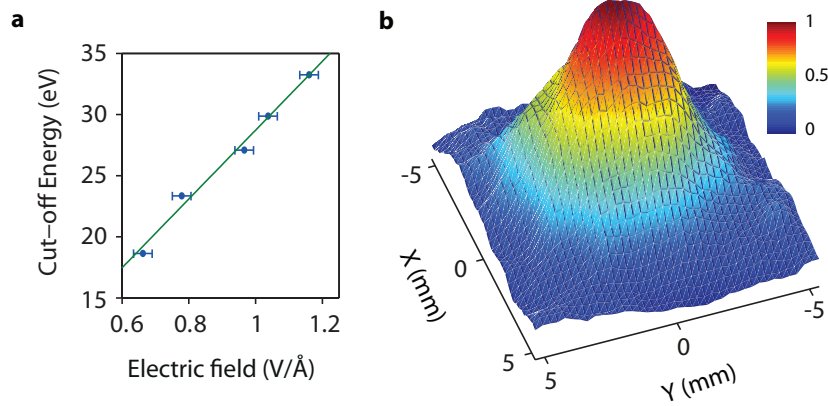 a
Cut–off Energy (eV)
35
30
25
20
15
0.6 0.8 1 1.2
Electric field (V/Å)
b
1
0.5
0
-5
0
5
X (mm)
5
0
-5
Y (mm)